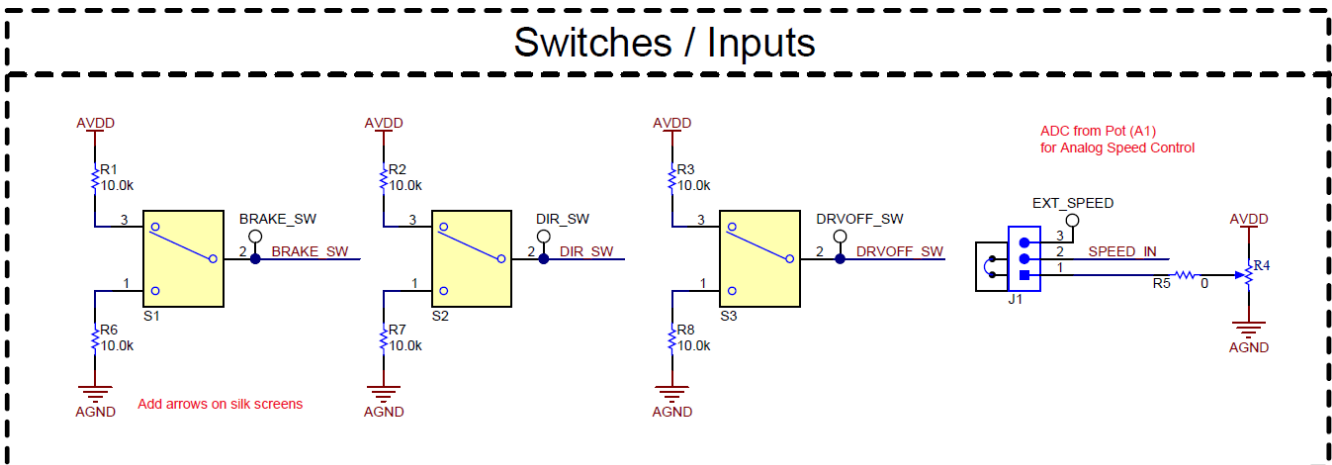 Switches / Inputs
AVDD
R1
10.0k
3
BRAKE_SW
2
BRAKE_SW
1
S1
R6
10.0k
AGND
Add arrows on silk screens
AVDD
R2
10.0k
3
DIR_SW
2
DIR_SW
1
S2
R7
10.0k
AGND
AVDD
R3
10.0k
3
DRVOFF_SW
2
DRVOFF_SW
1
S3
R8
10.0k
AGND
ADC from Pot (A1)
for Analog Speed Control
EXT_SPEED
3
2
SPEED_IN
1
J1
R5
0
AVDD
R4
AGND